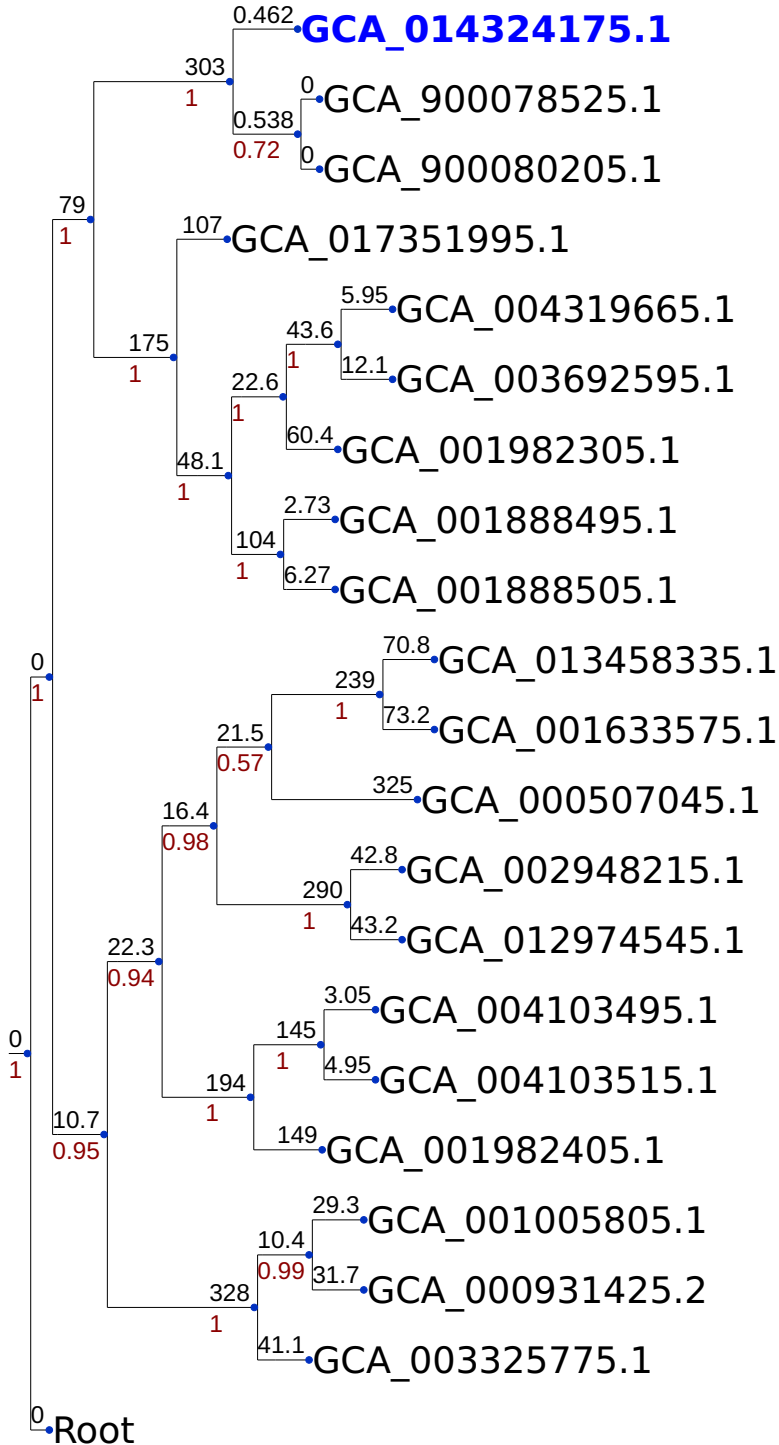 0.462
GCA_014324175.1
303
1
0
GCA_900078525.1
0.538
0.72
0
GCA_900080205.1
79
1
107
GCA_017351995.1
5.95
GCA_004319665.1
175
1
43.6
1
12.1
GCA_003692595.1
22.6
1
60.4
GCA_001982305.1
48.1
1
2.73
GCA_001888495.1
104
1
6.27
GCA_001888505.1
0
1
70.8
GCA_013458335.1
239
1
73.2
GCA_001633575.1
21.5
0.57
325
GCA_000507045.1
16.4
0.98
42.8
GCA_002948215.1
290
1
43.2
GCA_012974545.1
22.3
0.94
3.05
GCA_004103495.1
0
1
145
1
4.95
GCA_004103515.1
194
1
149
GCA_001982405.1
10.7
0.95
29.3
GCA_001005805.1
10.4
0.99
31.7
GCA_000931425.2
328
1
41.1
GCA_003325775.1
0
Root